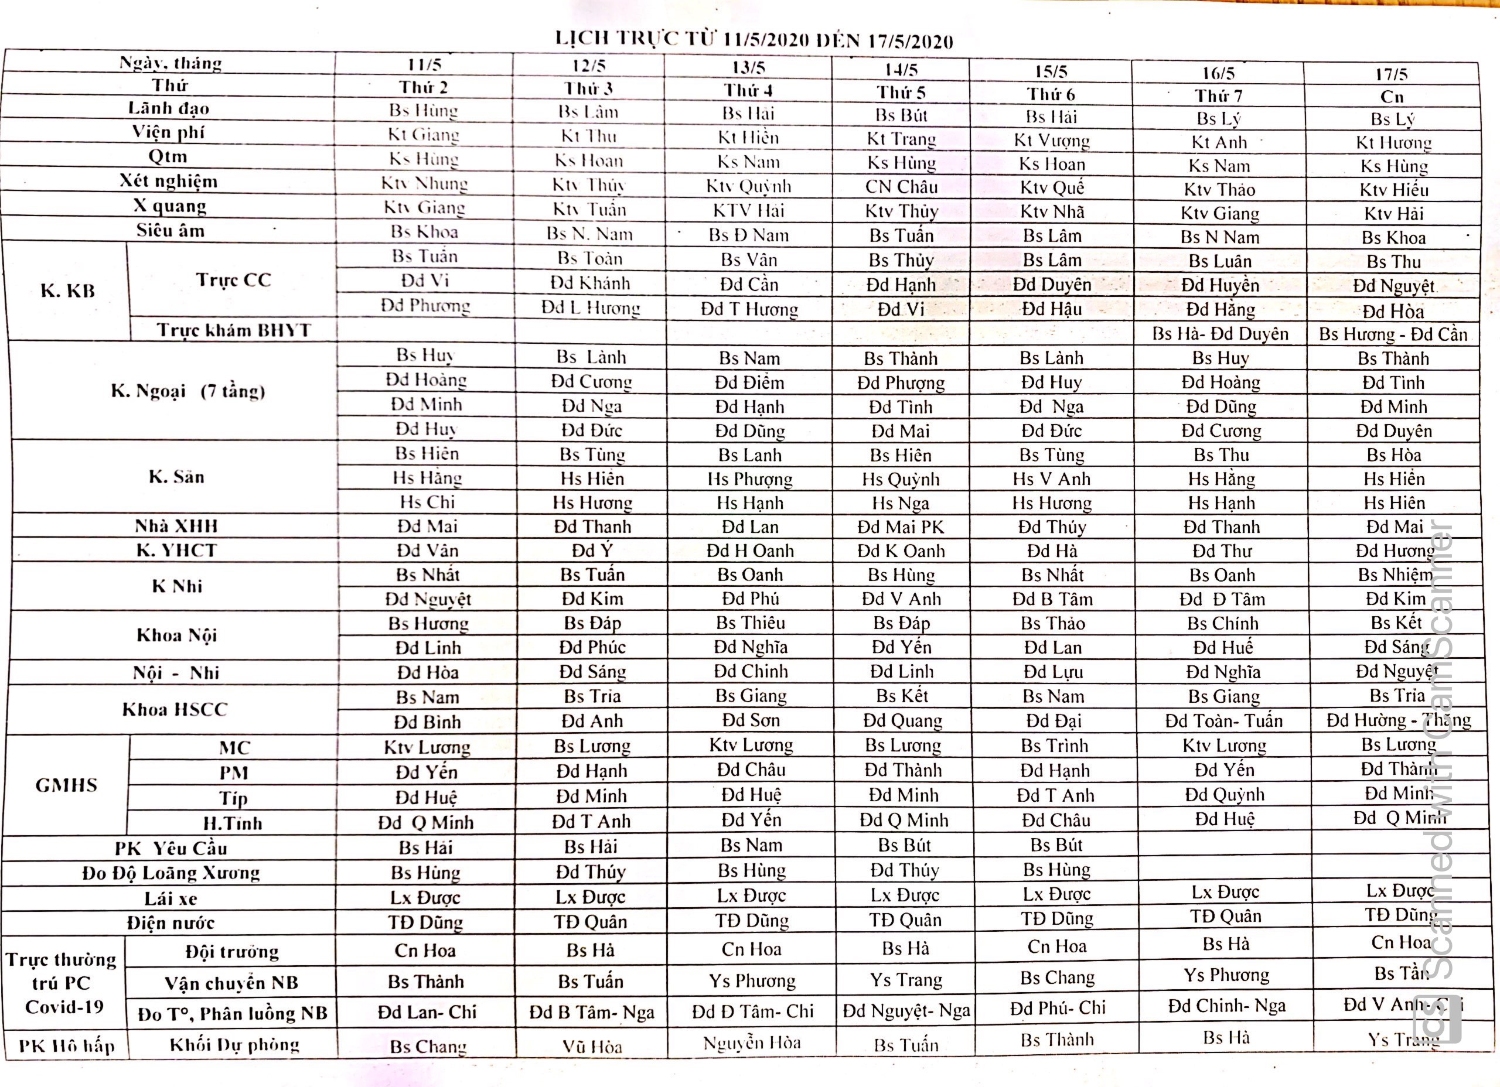 LỊCH TRỰC TỪ 11/5/2020 ĐẾN 17/5/2020
Ngày, tháng 11/5 12/5 13/5 14/5 15/5 16/5 17/5
Thứ Thứ 2 Thứ 3 Thứ 4 Thứ 5 Thứ 6 Thứ 7 Cn
Lãnh đạo Bs Hùng Bs Lâm Bs Hải Bs Bút Bs Hải Bs Lý Bs Lý
Viện phí Kt Giang Kt Thu Kt Hiền Kt Trang Kt Vượng Kt Anh Kt Hương
Qtm Ks Hùng Ks Hoan Ks Nam Ks Hùng Ks Hoan Ks Nam Ks Hùng
Xét nghiệm Ktv Nhung Ktv Thúy Ktv Quỳnh CN Châu Ktv Quế Ktv Thảo Ktv Hiếu
X quang Ktv Giang Ktv Tuấn KTV Hải Ktv Thủy Ktv Nhã Ktv Giang Ktv Hải
Siêu âm Bs Khoa Bs N. Nam Bs Đ Nam Bs Tuấn Bs Lâm Bs N Nam Bs Khoa
K. KB Trực CC Bs Tuấn Bs Toàn Bs Vân Bs Thủy Bs Lâm Bs Luân Bs Thu
Đd Vi Đd Khánh Đd Cần Đd Hạnh Đd Duyên Đd Huyền Đd Nguyệt
Đd Phương Đd L Hương Đd T Hương Đd Vi Đd Hậu Đd Hằng Đd Hòa
Trực khám BHYT Bs Hà- Đd Duyên Bs Hương - Đd Cần
K. Ngoại (7 tầng) Bs Huy Bs Lành Bs Nam Bs Thành Bs Lành Bs Huy Bs Thành
Đd Hoàng Đd Cương Đd Điềm Đd Phượng Đd Huy Đd Hoàng Đd Tình
Đd Minh Đd Nga Đd Hạnh Đd Tình Đd Nga Đd Dũng Đd Minh
Đd Huy Đd Đức Đd Dũng Đd Mai Đd Đức Đd Cương Đd Duyên
K. Sản Bs Hiên Bs Tùng Bs Lanh Bs Hiên Bs Tùng Bs Thu Bs Hòa
Hs Hằng Hs Hiên Hs Phượng Hs Quỳnh Hs V Anh Hs Hằng Hs Hiền
Hs Chi Hs Hương Hs Hạnh Hs Nga Hs Hương Hs Hạnh Hs Hiên
Nhà XHH Đd Mai Đd Thanh Đd Lan Đd Mai PK Đd Thúy Đd Thanh Đd Mai
K. YHCT Đd Vân Đd Ý Đd H Oanh Đd K Oanh Đd Hà Đd Thư Đd Hương
K Nhi Bs Nhất Bs Tuấn Bs Oanh Bs Hùng Bs Nhất Bs Oanh Bs Nhiệm
Đd Nguyệt Đd Kim Đd Phú Đd V Anh Đd B Tâm Đd Đ Tâm Đd Kim
Khoa Nội Bs Hương Bs Đáp Bs Thiêu Bs Đáp Bs Thảo Bs Chinh Bs Kết
Đd Linh Đd Phúc Đd Nghĩa Đd Yến Đd Lan Đd Huế Đd Sáng
Nội - Nhi Đd Hòa Đd Sáng Đd Chinh Đd Linh Đd Lựu Đd Nghĩa Đd Nguyệt
Khoa HSCC Bs Nam Bs Tria Bs Giang Bs Kết Bs Nam Bs Giang Bs Tria
Đd Bình Đd Anh Đd Sơn Đd Quang Đd Đại Đd Toàn- Tuấn Đd Hường - Thắng
GMHS MC Ktv Lương Bs Lương Ktv Lương Bs Lương Bs Trình Ktv Lương Bs Lương
PM Đd Yến Đd Hạnh Đd Châu Đd Thành Đd Hạnh Đd Yến Đd Thành
Típ Đd Huệ Đd Minh Đd Huệ Đd Minh Đd T Anh Đd Quỳnh Đd Minh
H.Tỉnh Đd Q Minh Đd T Anh Đd Yến Đd Q Minh Đd Châu Đd Huệ Đd Q Minh
PK Yêu Cầu Bs Hải Bs Hải Bs Nam Bs Bút Bs Bút
Đo Độ Loãng Xương Bs Hùng Đd Thúy Bs Hùng Đd Thúy Bs Hùng
Lái xe Lx Được Lx Được Lx Được Lx Được Lx Được Lx Được Lx Được
Điện nước TĐ Dũng TĐ Quân TĐ Dũng TĐ Quân TĐ Dũng TĐ Quân TĐ Dũng
Trực thường trú PC Covid-19 Đội trưởng Cn Hoa Bs Hà Cn Hoa Bs Hà Cn Hoa Bs Hà Cn Hoa
Vận chuyển NB Bs Thành Bs Tuấn Ys Phương Ys Trang Bs Chang Ys Phương Bs Tần
Đo T°, Phân luồng NB Đd Lan- Chí Đd B Tâm- Nga Đd Đ Tâm- Chi Đd Nguyệt- Nga Đd Phú- Chí Đd Chinh- Nga Đd V Anh
PK Hô hấp Khối Dự phòng Bs Chang Vũ Hòa Nguyễn Hòa Bs Tuấn Bs Thành Bs Hà Ys Trang
CS Scanned with CamScanner